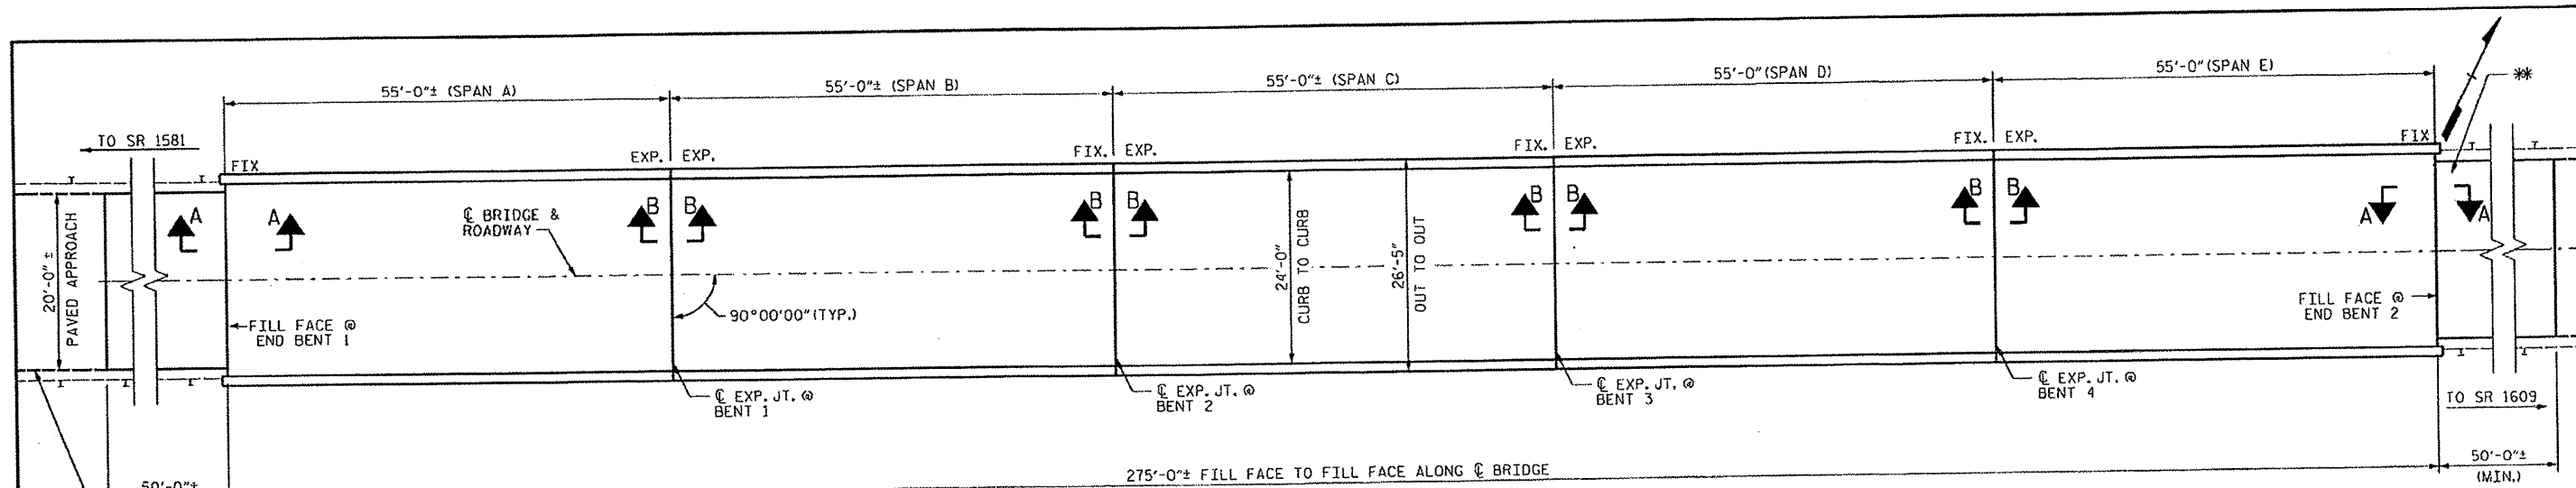 55'-0"± (SPAN A)
55'-0"± (SPAN B)
55'-0"± (SPAN C)
55'-0" (SPAN D)
55'-0" (SPAN E)
**
TO SR 1581
FIX
EXP.
EXP.
FIX.
EXP.
FIX.
EXP.
FIX.
EXP.
FIX
A
A
B
B
B
B
B
B
B
B
A
A
20'-0"±
PAVED APPROACH
℄ BRIDGE &
ROADWAY
24'-0"
CURB TO CURB
26'-5"
OUT TO OUT
90°00'00"(TYP.)
FILL FACE @
END BENT 1
FILL FACE @
END BENT 2
℄ EXP. JT. @
BENT 1
℄ EXP. JT. @
BENT 2
℄ EXP. JT. @
BENT 3
℄ EXP. JT. @
BENT 4
TO SR 1609
275'-0"± FILL FACE TO FILL FACE ALONG ℄ BRIDGE
50'-0"±
50'-0"±
(MIN.)